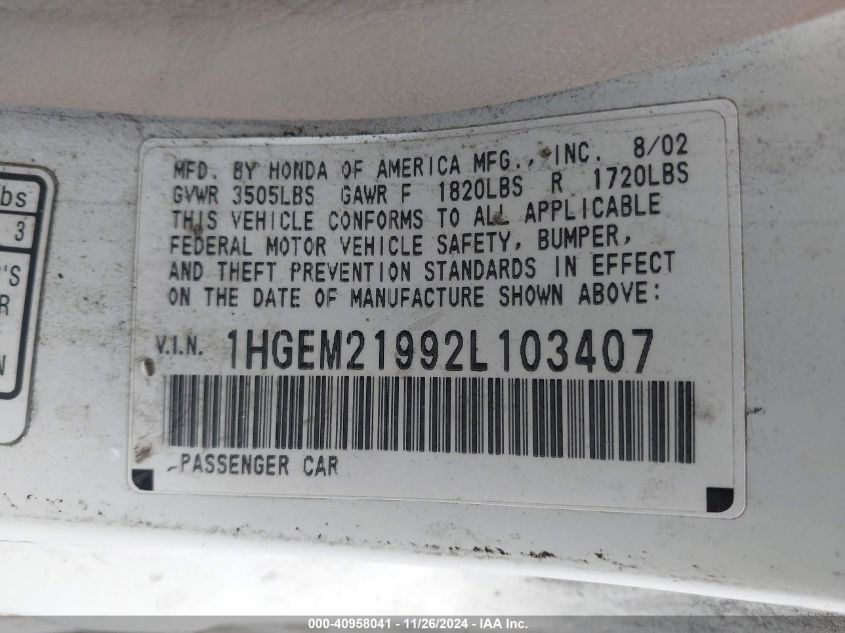 MFD. BY HONDA OF AMERICA MFG., INC. 8/02
GVWR 3505LBS GAWR F 1820LBS R 1720LBS
THIS VEHICLE CONFORMS TO ALL APPLICABLE
FEDERAL MOTOR VEHICLE SAFETY, BUMPER,
AND THEFT PREVENTION STANDARDS IN EFFECT
ON THE DATE OF MANUFACTURE SHOWN ABOVE:
V.I.N. 1HGEM21992L103407
PASSENGER CAR
bs
3
'S
R
N
000-40958041 - 11/26/2024 - IAA Inc.